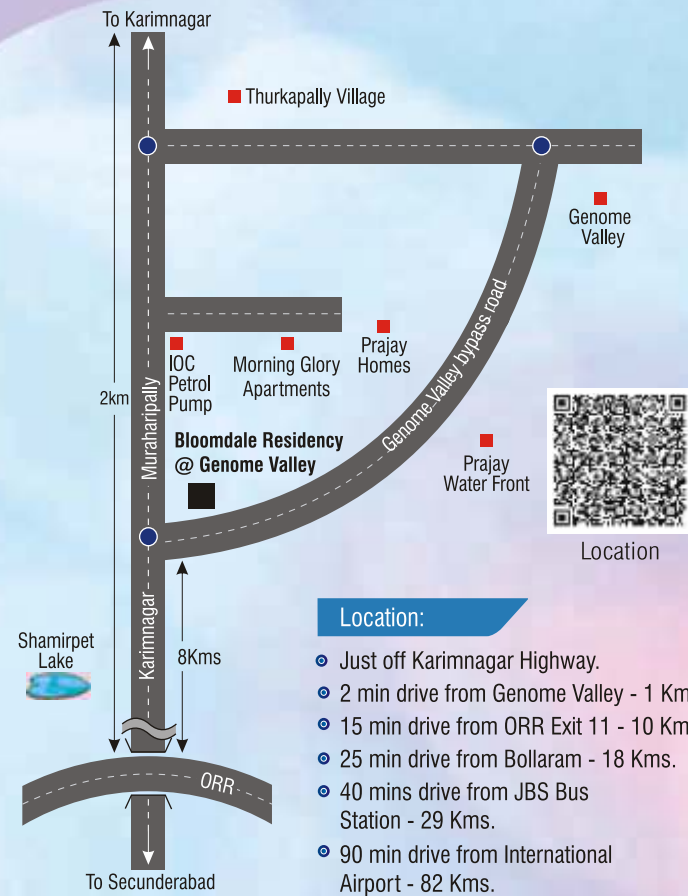 To Karimnagar
Thurkapally Village
Genome
Valley
IOC
Petrol
Pump
Morning Glory
Apartments
Prajay
Homes
2km
Muraharipally
Genome Valley bypass road
Bloomdale Residency
@ Genome Valley
Prajay
Water Front
Location
Karimnagar
8Kms
Shamirpet
Lake
ORR
To Secunderabad
Location:
Just off Karimnagar Highway.
2 min drive from Genome Valley - 1 Km
15 min drive from ORR Exit 11 - 10 Km
25 min drive from Bollaram - 18 Kms.
40 mins drive from JBS Bus
Station - 29 Kms.
90 min drive from International
Airport - 82 Kms.